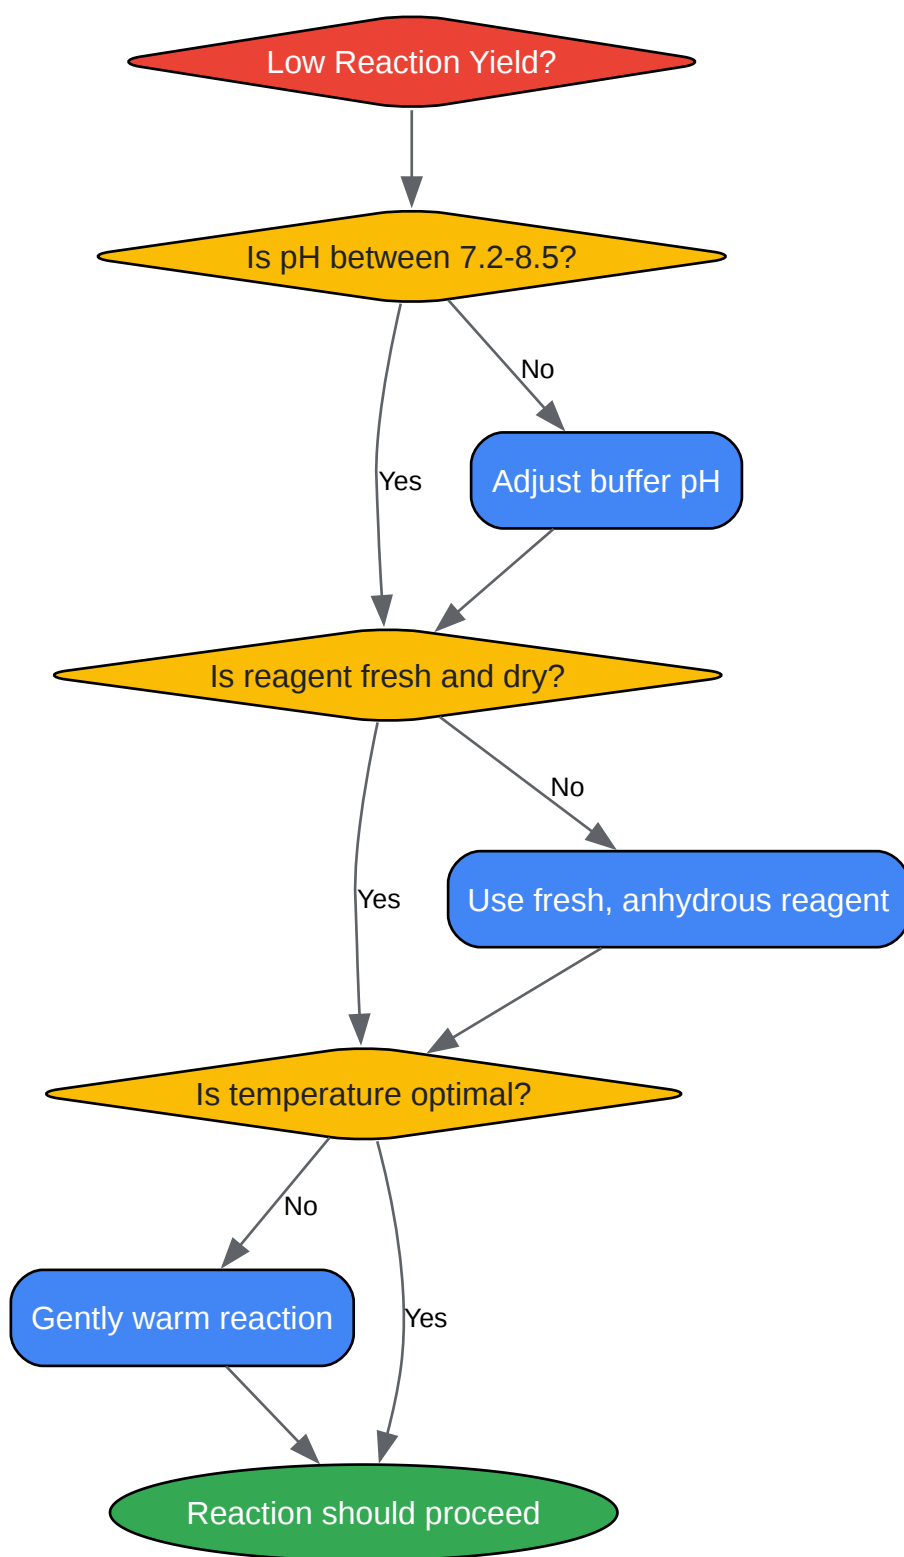 Low Reaction Yield?
Is pH between 7.2-8.5?
No
Yes
Adjust buffer pH
Is reagent fresh and dry?
No
Yes
Use fresh, anhydrous reagent
Is temperature optimal?
No
Gently warm reaction
Yes
Reaction should proceed